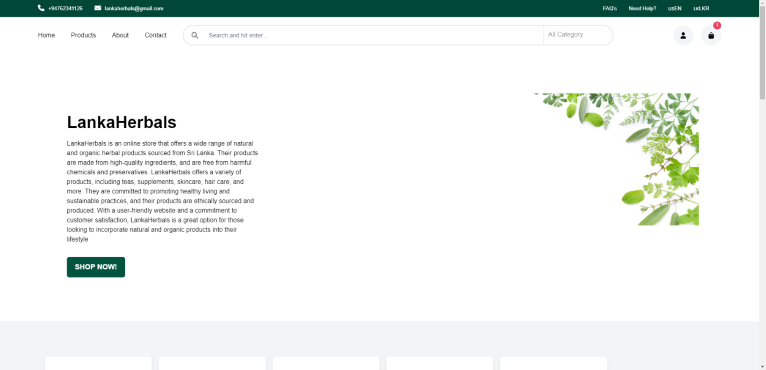 +94762341126 lankaherbals@gmail.com FAQ's Need Help? us EN LKR
Home Products About Contact Search and hit enter... All Category 1
LankaHerbals
LankaHerbals is an online store that offers a wide range of natural
and organic herbal products sourced from Sri Lanka. Their products
are made from high-quality ingredients, and are free from harmful
chemicals and preservatives. LankaHerbals offers a variety of
products, including teas, supplements, skincare, hair care, and
more. They are committed to promoting healthy living and
sustainable practices, and their products are ethically sourced and
produced. With a user-friendly website and a commitment to
customer satisfaction, LankaHerbals is a great option for those
looking to incorporate natural and organic products into their
lifestyle
SHOP NOW!